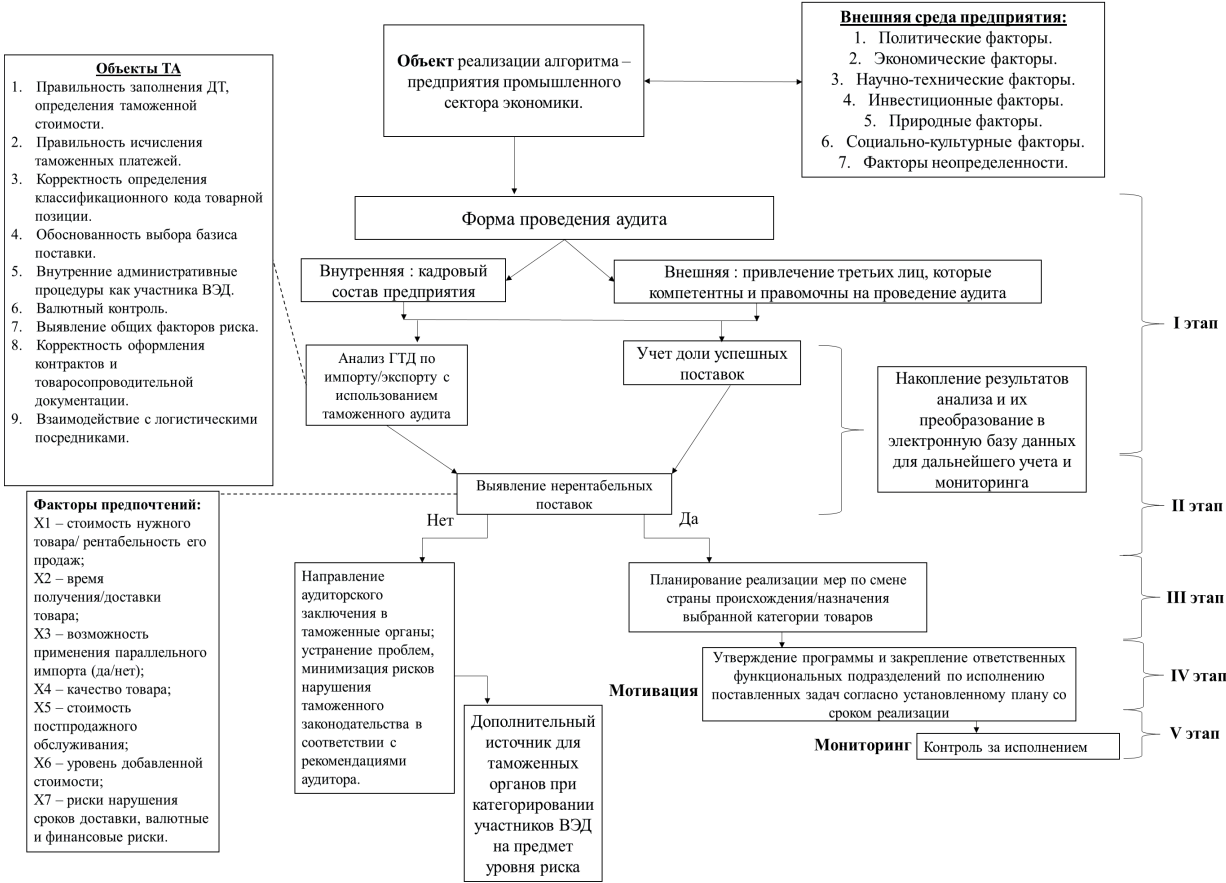 Объект реализации алгоритма –
предприятия промышленного
сектора экономики.
Внешняя среда предприятия:
1. Политические факторы.
2. Экономические факторы.
3. Научно-технические факторы.
4. Инвестиционные факторы.
5. Природные факторы.
6. Социально-культурные факторы.
7. Факторы неопределенности.
Объекты ТА
1. Правильность заполнения ДТ,
определения таможенной
стоимости.
2. Правильность исчисления
таможенных платежей.
3. Корректность определения
классификационного кода товарной
позиции.
4. Обоснованность выбора базиса
поставки.
5. Внутренние административные
процедуры как участника ВЭД.
6. Валютный контроль.
7. Выявление общих факторов риска.
8. Корректность оформления
контрактов и
товаросопроводительной
документации.
9. Взаимодействие с логистическими
посредниками.
Форма проведения аудита
Внутренняя : кадровый
состав предприятия
Внешняя : привлечение третьих лиц, которые
компетентны и правомочны на проведение аудита
I этап
Анализ ГТД по
импорту/экспорту с
использованием
таможенного аудита
Учет доли успешных
поставок
Накопление результатов
анализа и их
преобразование в
электронную базу данных
для дальнейшего учета и
мониторинга
Выявление нерентабельных
поставок
II этап
Нет
Да
Факторы предпочтений:
X1 – стоимость нужного
товара/ рентабельность его
продаж;
X2 – время
получения/доставки
товара;
X3 – возможность
применения параллельного
импорта (да/нет);
X4 – качество товара;
X5 – стоимость
постпродажного
обслуживания;
X6 – уровень добавленной
стоимости;
X7 – риски нарушения
сроков доставки, валютные
и финансовые риски.
Направление
аудиторского
заключения в
таможенные органы;
устранение проблем,
минимизация рисков
нарушения
таможенного
законодательства в
соответствии с
рекомендациями
аудитора.
Дополнительный
источник для
таможенных
органов при
категорировании
участников ВЭД
на предмет
уровня риска
Планирование реализации мер по смене
страны происхождения/назначения
выбранной категории товаров
III этап
Мотивация
Утверждение программы и закрепление ответственных
функциональных подразделений по исполнению
поставленных задач согласно установленному плану со
сроком реализации
IV этап
Мониторинг
Контроль за исполнением
V этап